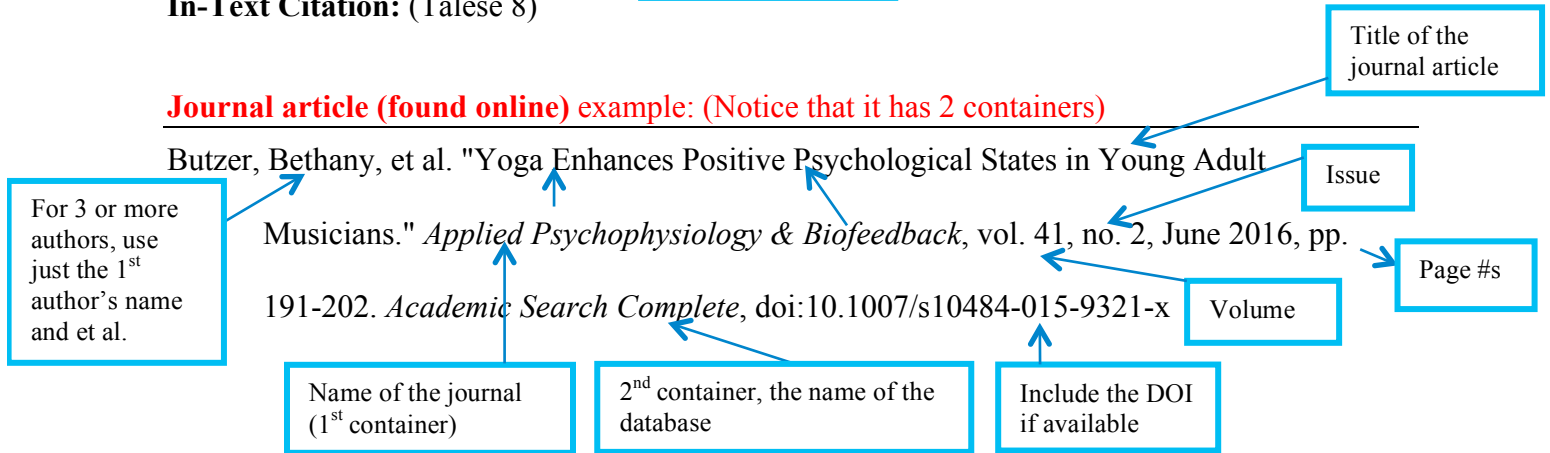 In-Text Citation: (Talese 8)
Title of the
journal article
Journal article (found online) example: (Notice that it has 2 containers)
Butzer, Bethany, et al. "Yoga Enhances Positive Psychological States in Young Adult
Issue
For 3 or more
authors, use
just the 1st
author’s name
and et al.
Musicians." Applied Psychophysiology & Biofeedback, vol. 41, no. 2, June 2016, pp.
Page #s
191-202. Academic Search Complete, doi:10.1007/s10484-015-9321-x
Volume
Name of the journal
(1st container)
2nd container, the name of the
database
Include the DOI
if available